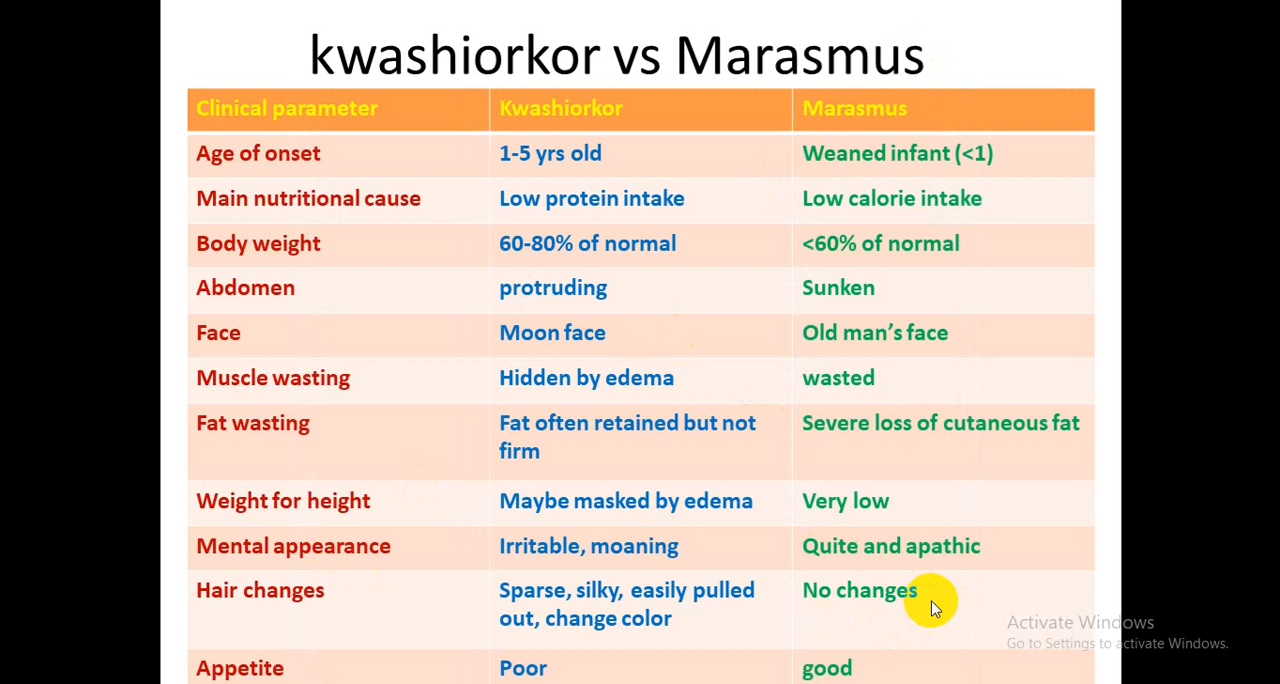 kwashiorkor vs Marasmus
Clinical parameter Kwashiorkor Marasmus
Age of onset 1-5 yrs old Weaned infant (<1)
Main nutritional cause Low protein intake Low calorie intake
Body weight 60-80% of normal <60% of normal
Abdomen protruding Sunken
Face Moon face Old man’s face
Muscle wasting Hidden by edema wasted
Fat wasting Fat often retained but not Severe loss of cutaneous fat
firm
Weight for height Maybe masked by edema Very low
Mental appearance Irritable, moaning Quite and apathic
Hair changes Sparse, silky, easily pulled No changes
out, change color
Activate Windows
Go to Settings to activate Windows.
Appetite Poor good